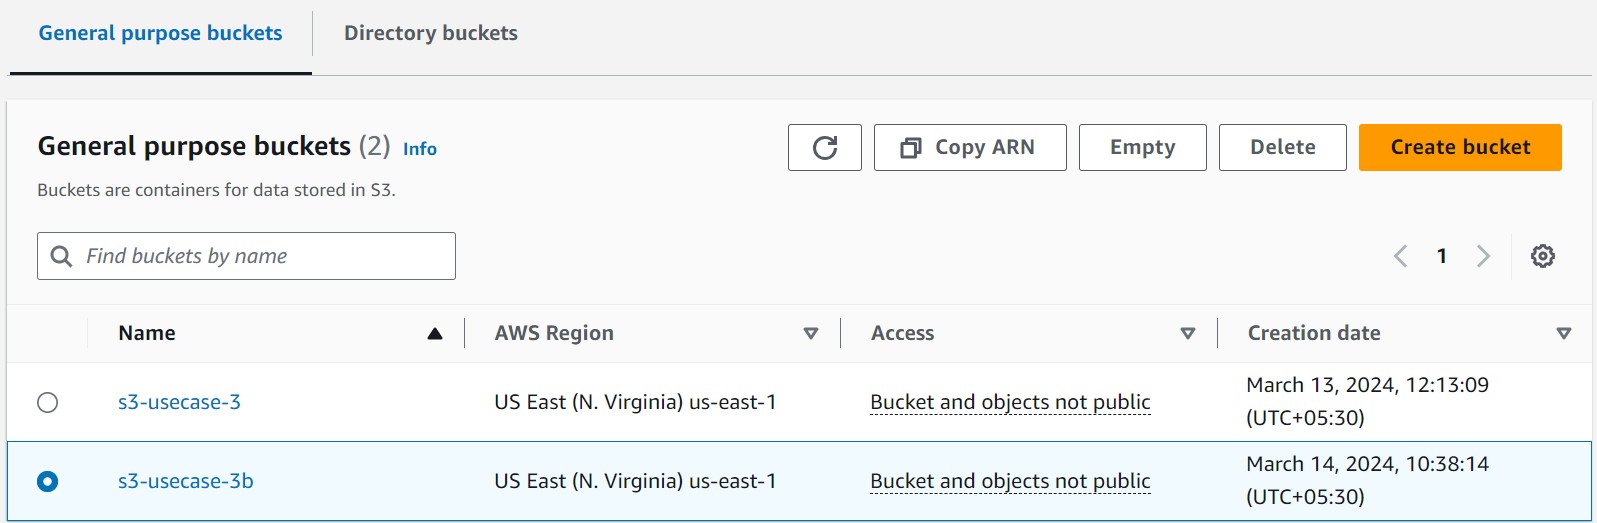 General purpose buckets Directory buckets
General purpose buckets (2) Info Copy ARN Empty Delete Create bucket
Buckets are containers for data stored in S3.
Find buckets by name 1
Name AWS Region Access Creation date
s3-usecase-3 US East (N. Virginia) us-east-1 Bucket and objects not public March 13, 2024, 12:13:09
(UTC+05:30)
s3-usecase-3b US East (N. Virginia) us-east-1 Bucket and objects not public March 14, 2024, 10:38:14
(UTC+05:30)